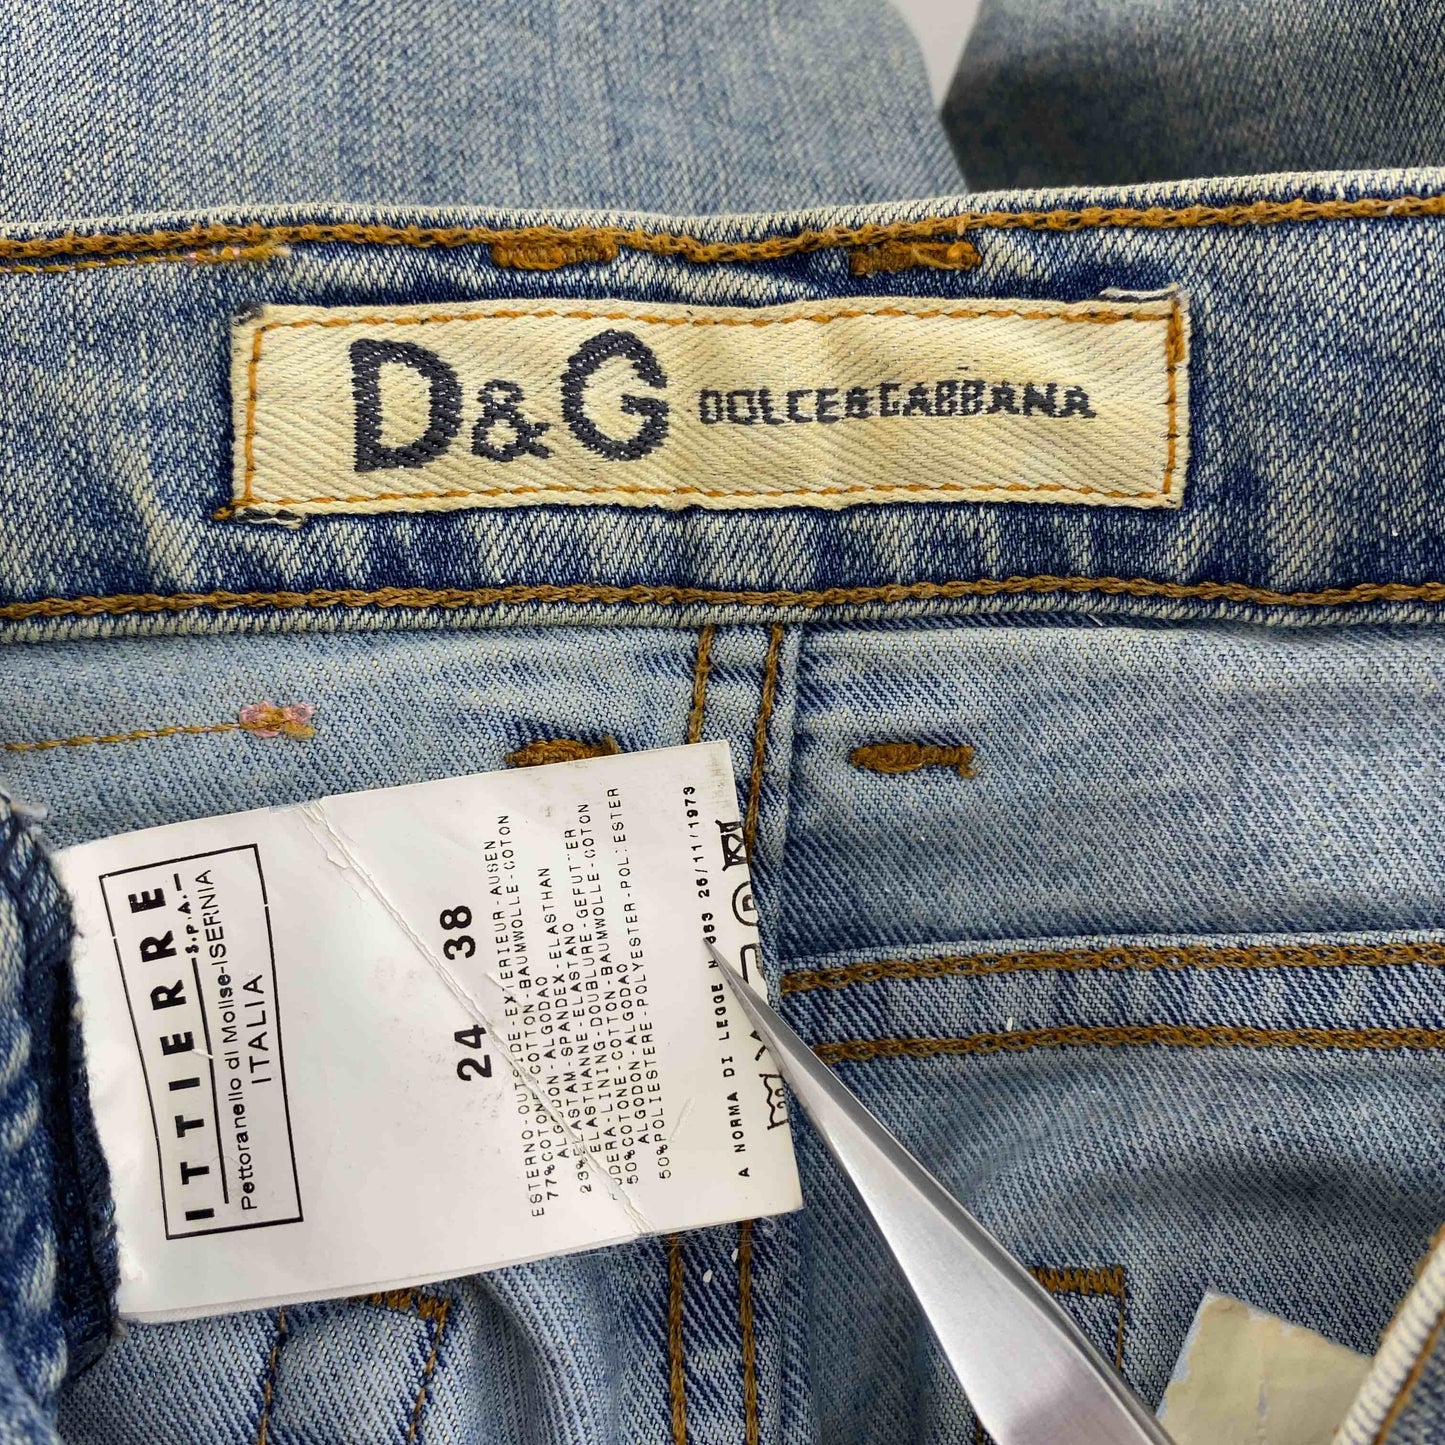 D&G DOLCE&GABBANA
ITTIERRE
S.P.A.
Pettoranello di Molise-ISERNIA
ITALIA
24 38
ESTERNO-OUTSIDE-EXTERIEUR-AUSEN
77%COTONE-COTTON-BAUMWOLLE-COTON
ALGODON-ALGODAO
23%ELASTAM-SPANDEX-ELASTHAN
ELASTHANNE-ELASTANO
FODERA-LINING-DOUBLURE-GEFUTTER
50%COTONE-COTTON-BAUMWOLLE-COTON
ALGODON-ALGODAO
50%POLIESTERE-POLYESTER-POLIESTER
A NORMA DI LEGGE N 883 26/11/1973